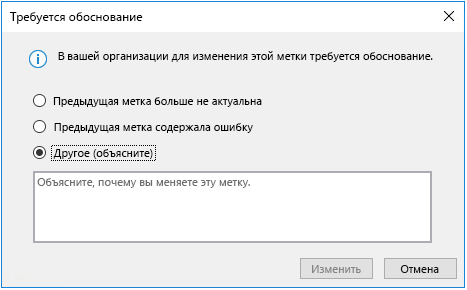 Требуется обоснование
В вашей организации для изменения этой метки требуется обоснование.
Предыдущая метка больше не актуальна
Предыдущая метка содержала ошибку
Другое (объясните)
Объясните, почему вы меняете эту метку.
Изменить Отмена